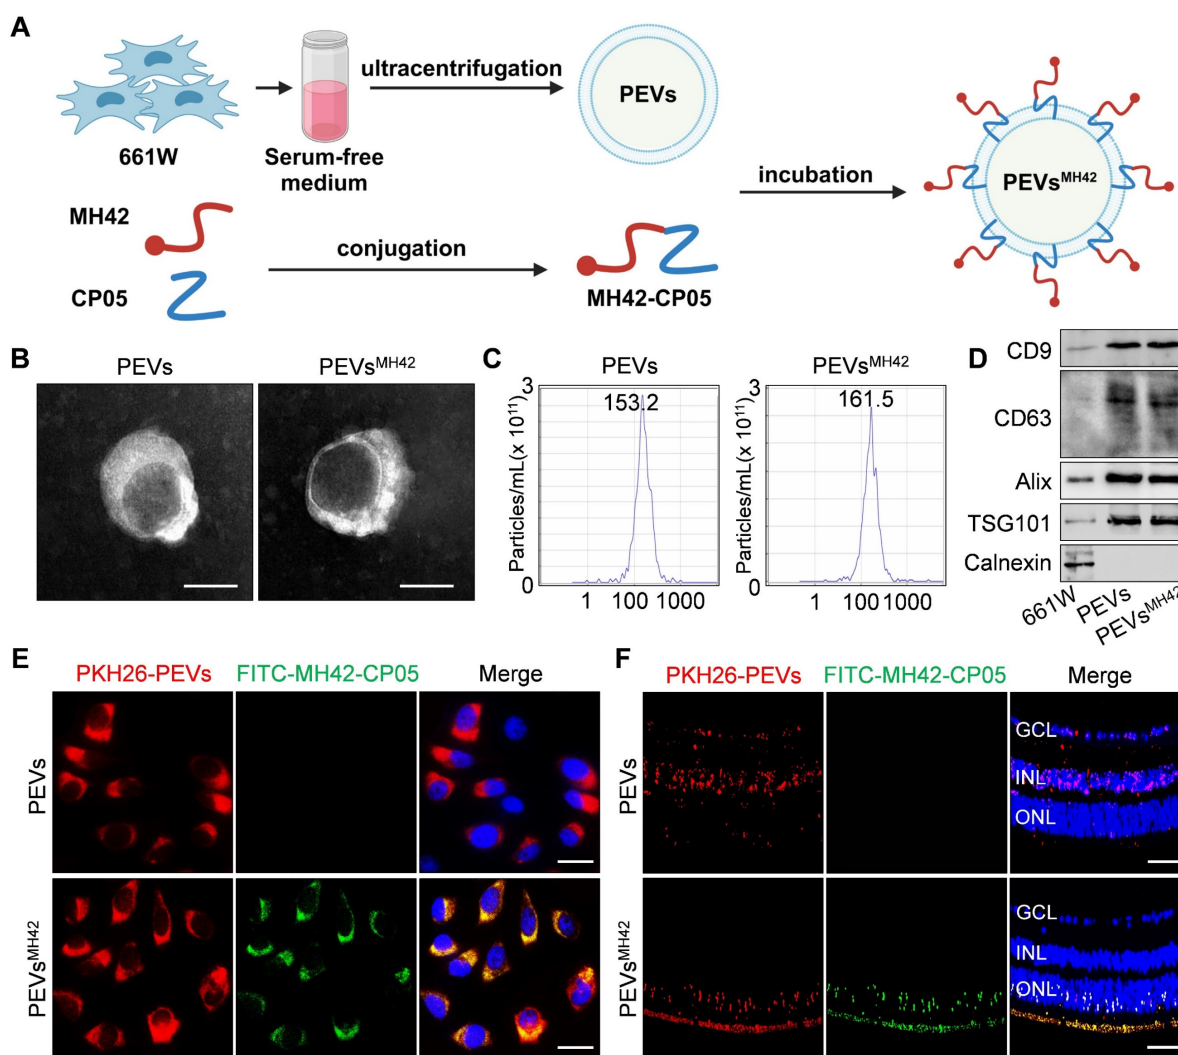 A
661W
Serum-free
medium
ultracentrifugation
PEVs
incubation
PEVsᴹᴴ⁴²
MH42
CP05
conjugation
MH42-CP05
B
PEVs
PEVsᴹᴴ⁴²
C
PEVs
PEVsᴹᴴ⁴²
Particles/mL(x 10¹¹)
3
153.2
0
1 100 1000
Particles/mL(x 10¹¹)
3
161.5
0
1 100 1000
D
CD9
CD63
Alix
TSG101
Calnexin
661W
PEVs
PEVsᴹᴴ⁴²
E
PKH26-PEVs FITC-MH42-CP05 Merge
PEVs
PEVsᴹᴴ⁴²
F
PKH26-PEVs FITC-MH42-CP05 Merge
PEVs
GCL
INL
ONL
PEVsᴹᴴ⁴²
GCL
INL
ONL